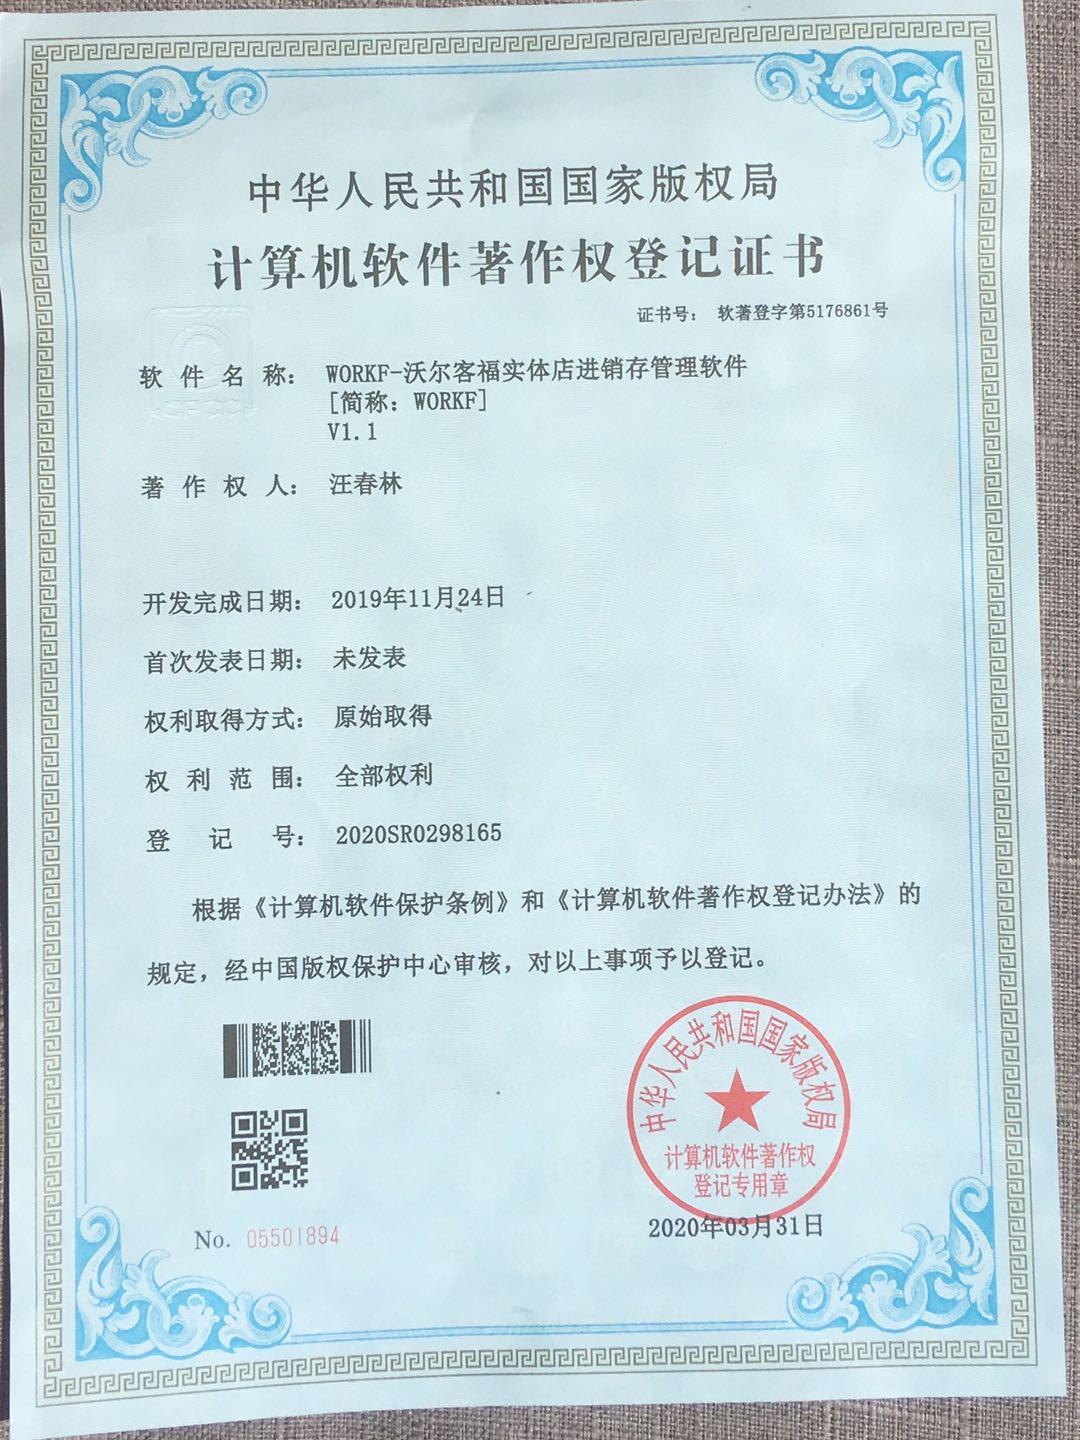 中华人民共和国国家版权局
计算机软件著作权登记证书
证书号： 软著登字第5176861号
软件名称： WORKF-沃尔客福实体店进销存管理软件
[简称：WORKF]
V1.1
著作权人： 汪春林
开发完成日期： 2019年11月24日
首次发表日期： 未发表
权利取得方式： 原始取得
权利范围： 全部权利
登记号： 2020SR0298165
根据《计算机软件保护条例》和《计算机软件著作权登记办法》的
规定，经中国版权保护中心审核，对以上事项予以登记。
中华人民共和国国家版权局
计算机软件著作权
登记专用章
No. 05501894
2020年03月31日